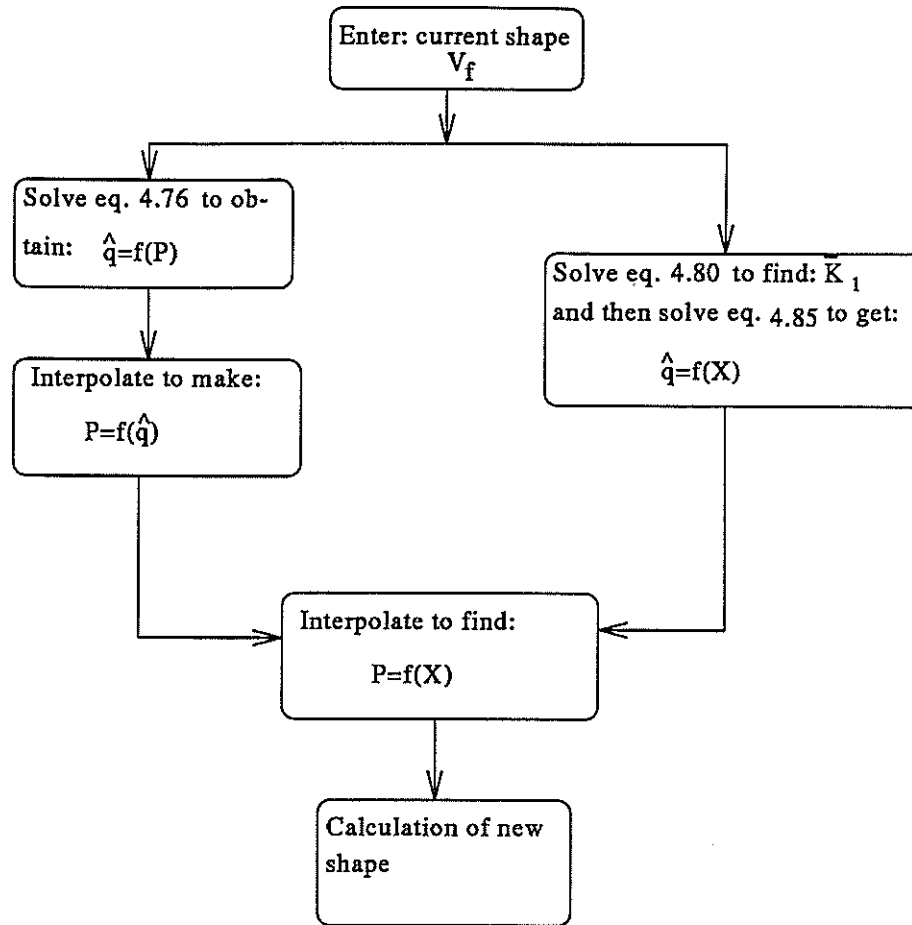 Enter: current shape
V_f
Solve eq. 4.76 to ob-
tain: q̂=f(P)
Interpolate to make:
P=f(q̂)
Solve eq. 4.80 to find: K̄ ₁
and then solve eq. 4.85 to get:
q̂=f(X)
Interpolate to find:
P=f(X)
Calculation of new
shape